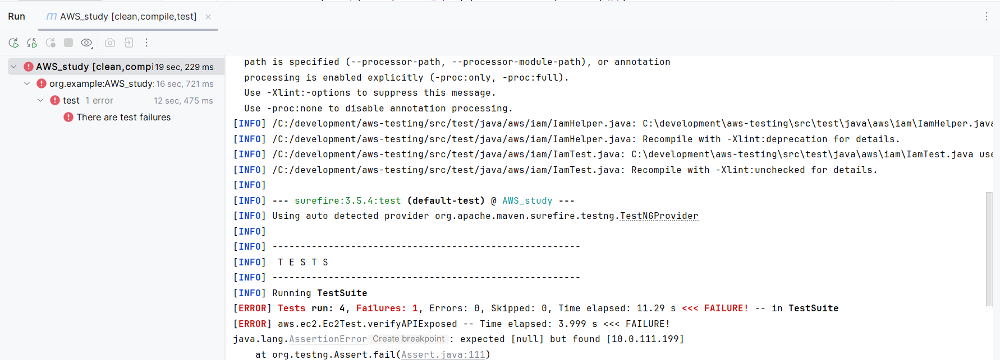 Run
AWS_study [clean,compile,test]
AWS_study [clean,compi 19 sec, 229 ms
org.example:AWS_study: 16 sec, 721 ms
test 1 error 12 sec, 475 ms
There are test failures
path is specified (--processor-path, --processor-module-path), or annotation
processing is enabled explicitly (-proc:only, -proc:full).
Use -Xlint:-options to suppress this message.
Use -proc:none to disable annotation processing.
[INFO] /C:/development/aws-testing/src/test/java/aws/iam/IamHelper.java: C:\development\aws-testing\src\test\java\aws\iam\IamHelper.java
[INFO] /C:/development/aws-testing/src/test/java/aws/iam/IamHelper.java: Recompile with -Xlint:deprecation for details.
[INFO] /C:/development/aws-testing/src/test/java/aws/iam/IamTest.java: C:\development\aws-testing\src\test\java\aws\iam\IamTest.java use
[INFO] /C:/development/aws-testing/src/test/java/aws/iam/IamTest.java: Recompile with -Xlint:unchecked for details.
[INFO]
[INFO] --- surefire:3.5.4:test (default-test) @ AWS_study ---
[INFO] Using auto detected provider org.apache.maven.surefire.testng.TestNGProvider
[INFO]
[INFO] -------------------------------------------------------
[INFO]  T E S T S
[INFO] -------------------------------------------------------
[INFO] Running TestSuite
[ERROR] Tests run: 4, Failures: 1, Errors: 0, Skipped: 0, Time elapsed: 11.29 s <<< FAILURE! -- in TestSuite
[ERROR] aws.ec2.Ec2Test.verifyAPIExposed -- Time elapsed: 3.999 s <<< FAILURE!
java.lang.AssertionError Create breakpoint : expected [null] but found [10.0.111.199]
at org.testng.Assert.fail(Assert.java:111)